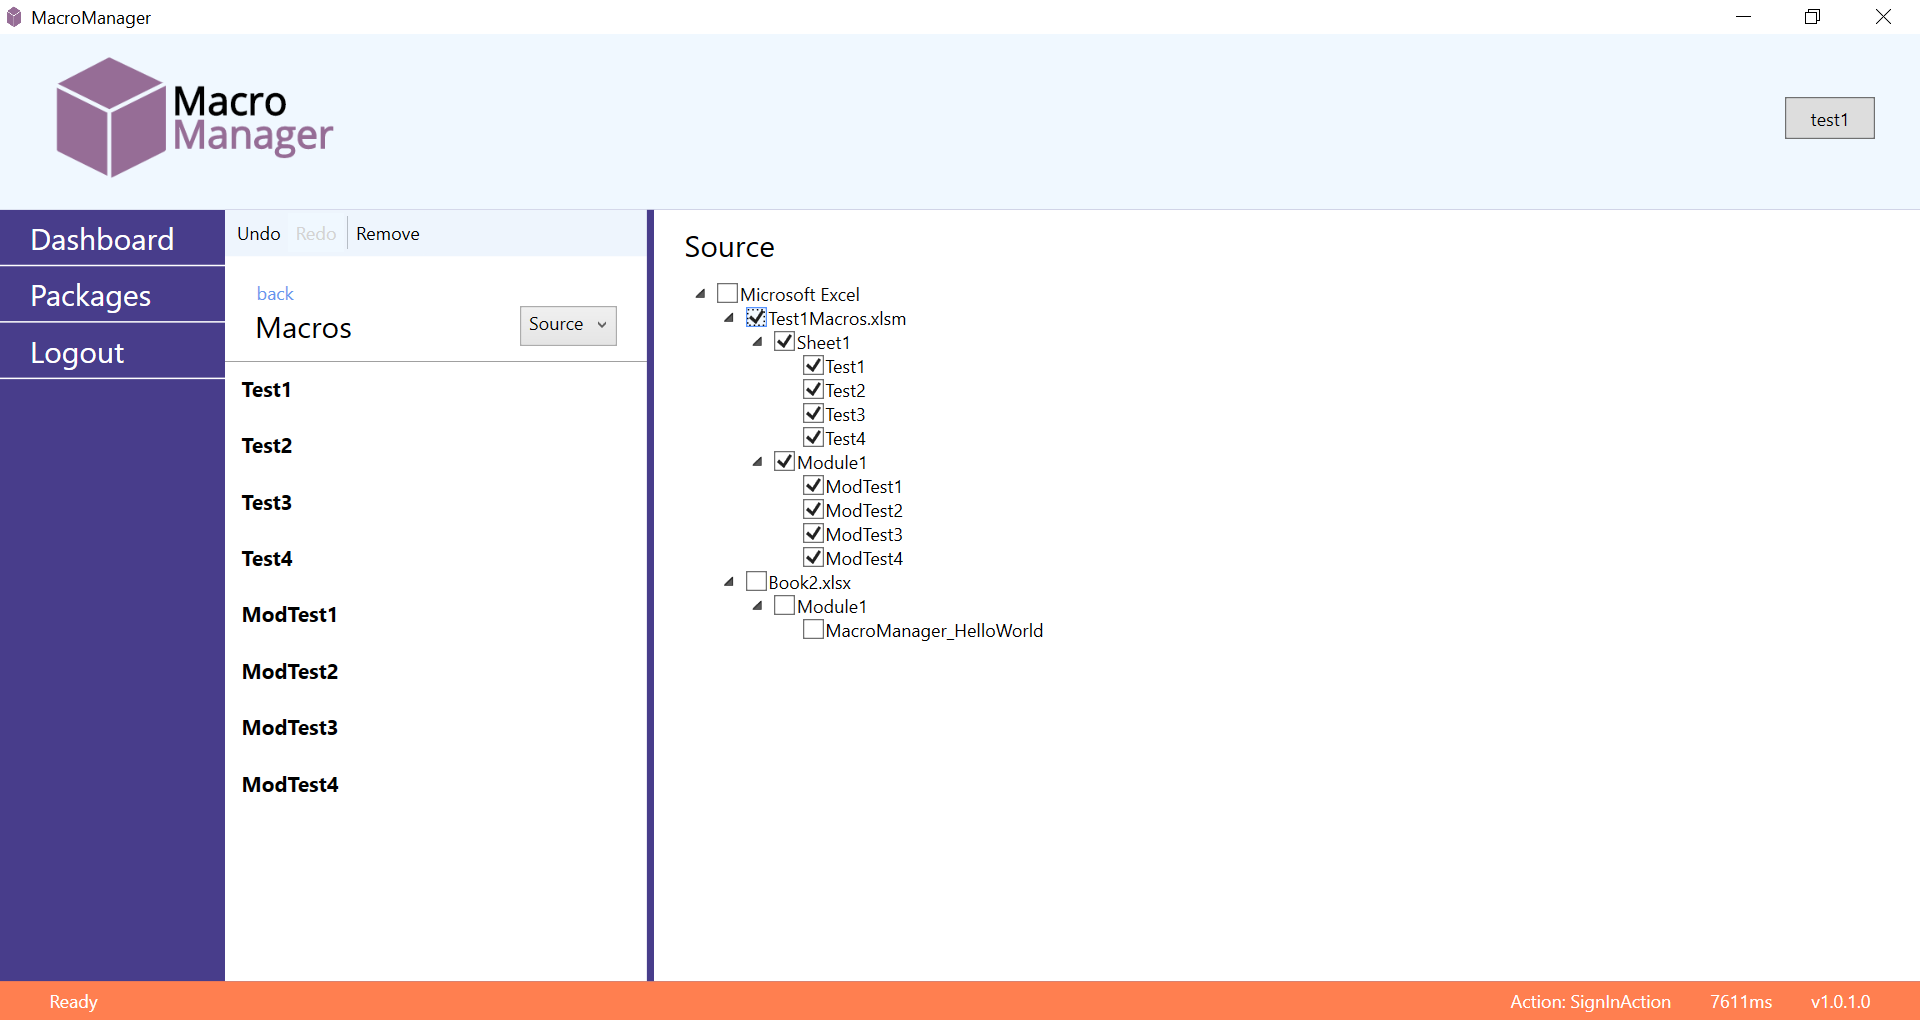 MacroManager
Macro
Manager
test1
Dashboard
Packages
Logout
Undo Redo Remove
back
Macros
Source
Test1
Test2
Test3
Test4
ModTest1
ModTest2
ModTest3
ModTest4
Source
Microsoft Excel
Test1Macros.xlsm
Sheet1
Test1
Test2
Test3
Test4
Module1
ModTest1
ModTest2
ModTest3
ModTest4
Book2.xlsx
Module1
MacroManager_HelloWorld
Ready
Action: SignInAction 7611ms v1.0.1.0